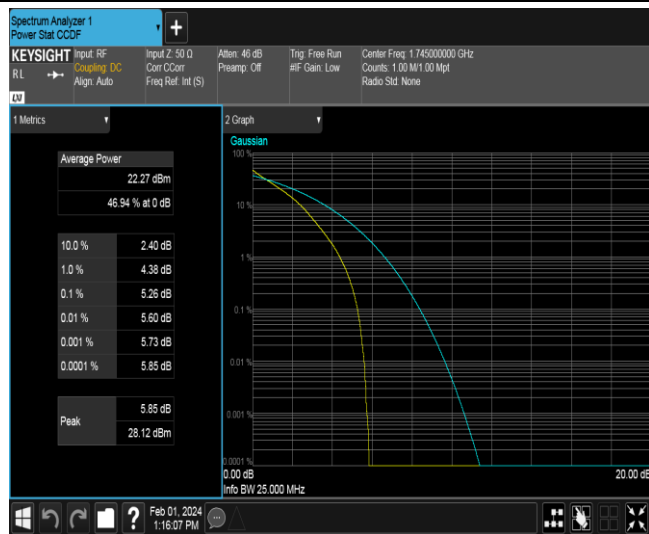 Spectrum Analyzer 1
Power Stat CCDF
+
KEYSIGHT
RL
LXI
Input: RF
Coupling: DC
Align: Auto
Input Z: 50 Ω
Corr CCorr
Freq Ref: Int (S)
Atten: 46 dB
Preamp: Off
Trig: Free Run
#IF Gain: Low
Center Freq: 1.745000000 GHz
Counts: 1.00 M/1.00 Mpt
Radio Std: None
1 Metrics
Average Power
22.27 dBm
46.94 % at 0 dB
10.0 % 2.40 dB
1.0 % 4.38 dB
0.1 % 5.26 dB
0.01 % 5.60 dB
0.001 % 5.73 dB
0.0001 % 5.85 dB
Peak
5.85 dB
28.12 dBm
2 Graph
Gaussian
100 %
10 %
1 %
0.1 %
0.01 %
0.001 %
0.0001 %
0.00 dB
20.00 dB
Info BW 25.000 MHz
?
Feb 01, 2024
1:16:07 PM